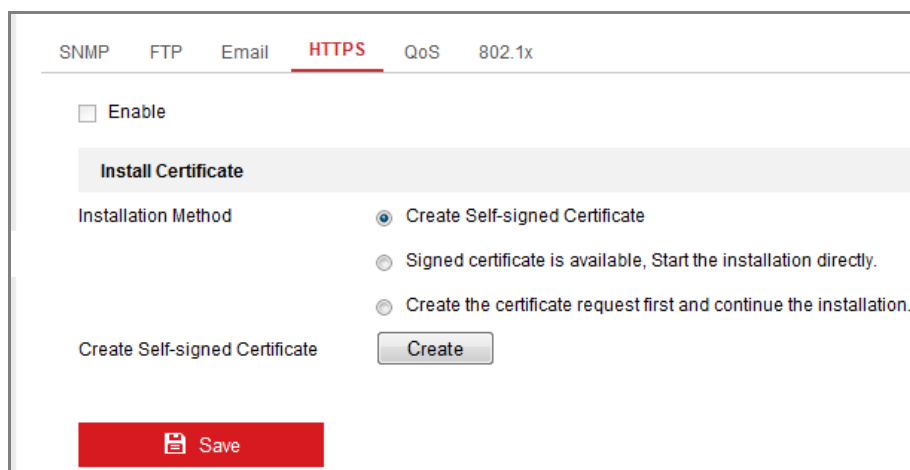 SNMP FTP Email HTTPS QoS 802.1x
Enable
Install Certificate
Installation Method Create Self-signed Certificate
Signed certificate is available, Start the installation directly.
Create the certificate request first and continue the installation.
Create Self-signed Certificate Create
Save